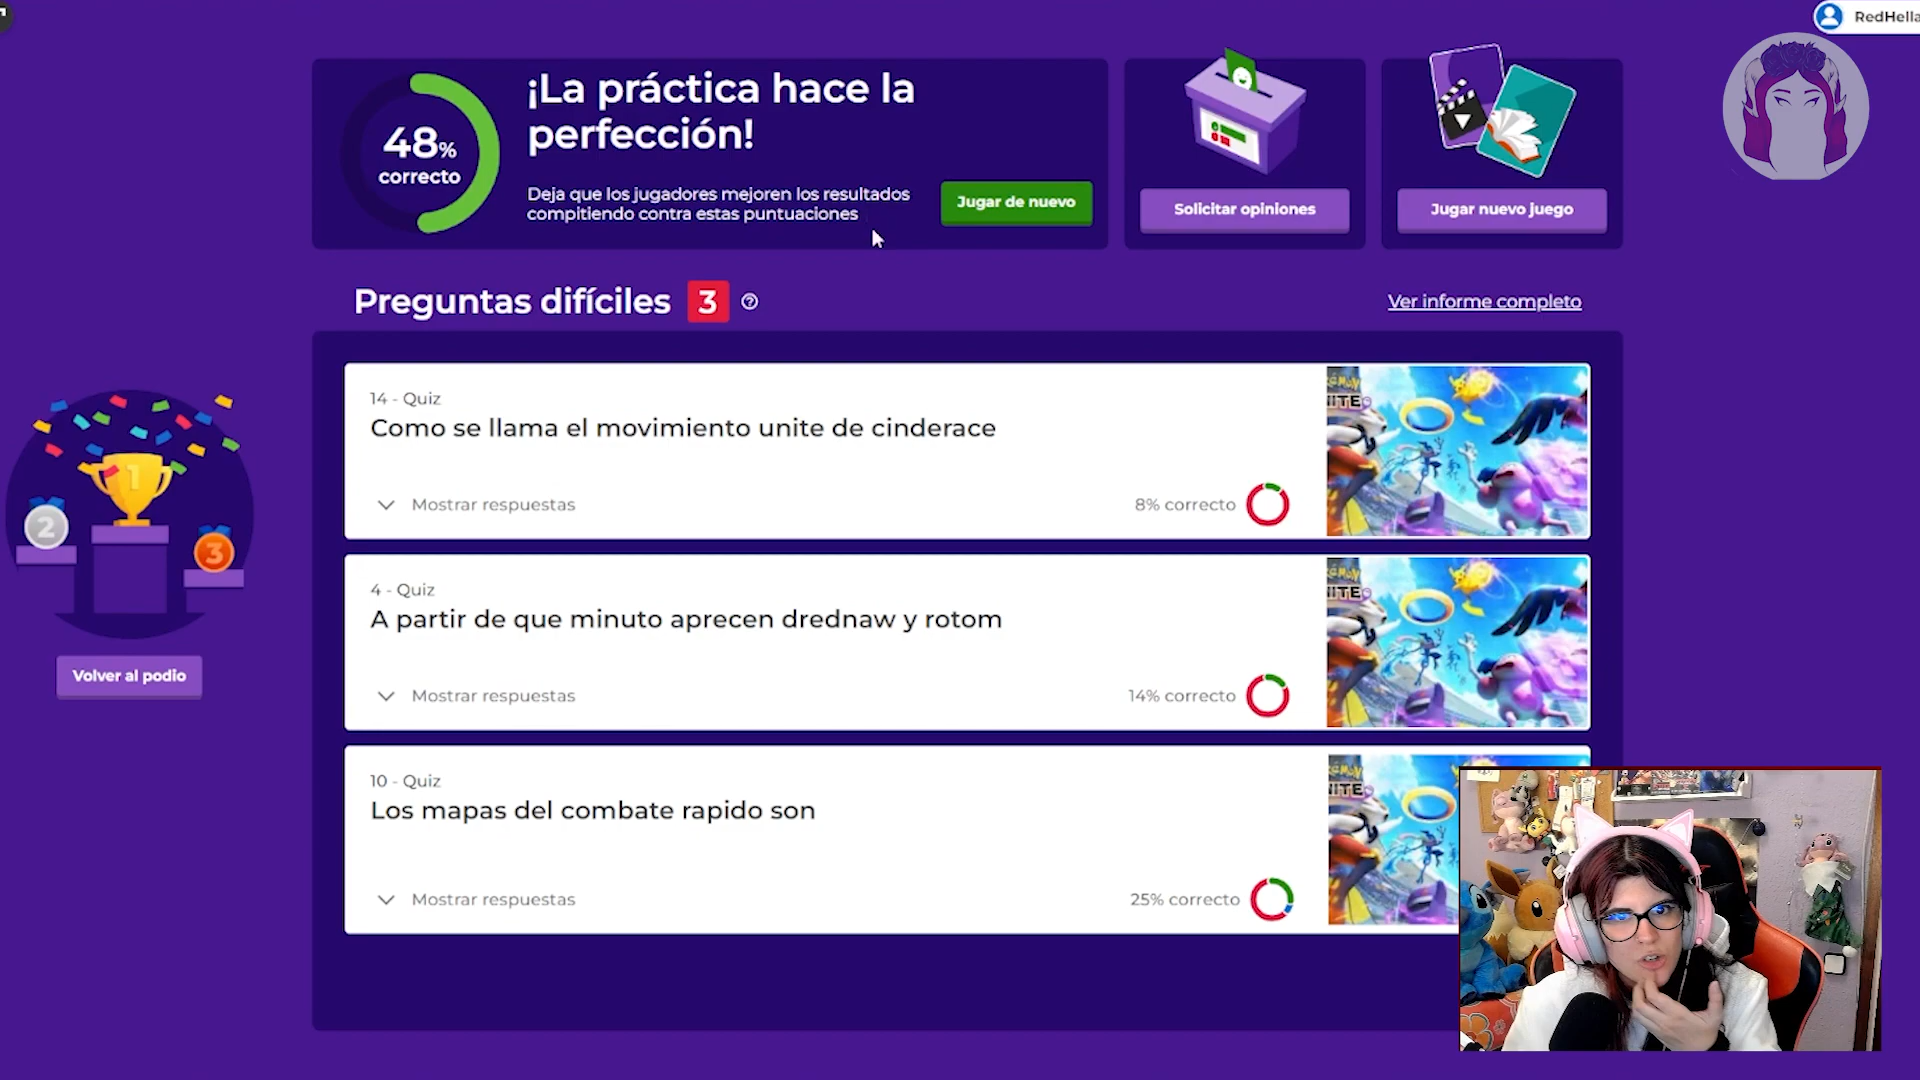 RedHella
48%
correcto
¡La práctica hace la
perfección!
Deja que los jugadores mejoren los resultados
compitiendo contra estas puntuaciones
Jugar de nuevo
Solicitar opiniones
Jugar nuevo juego
Preguntas difíciles 3
Ver informe completo
14 - Quiz
Como se llama el movimiento unite de cinderace
Mostrar respuestas
8% correcto
4 - Quiz
A partir de que minuto aprecen drednaw y rotom
Mostrar respuestas
14% correcto
10 - Quiz
Los mapas del combate rapido son
Mostrar respuestas
25% correcto
1
2
3
Volver al podio